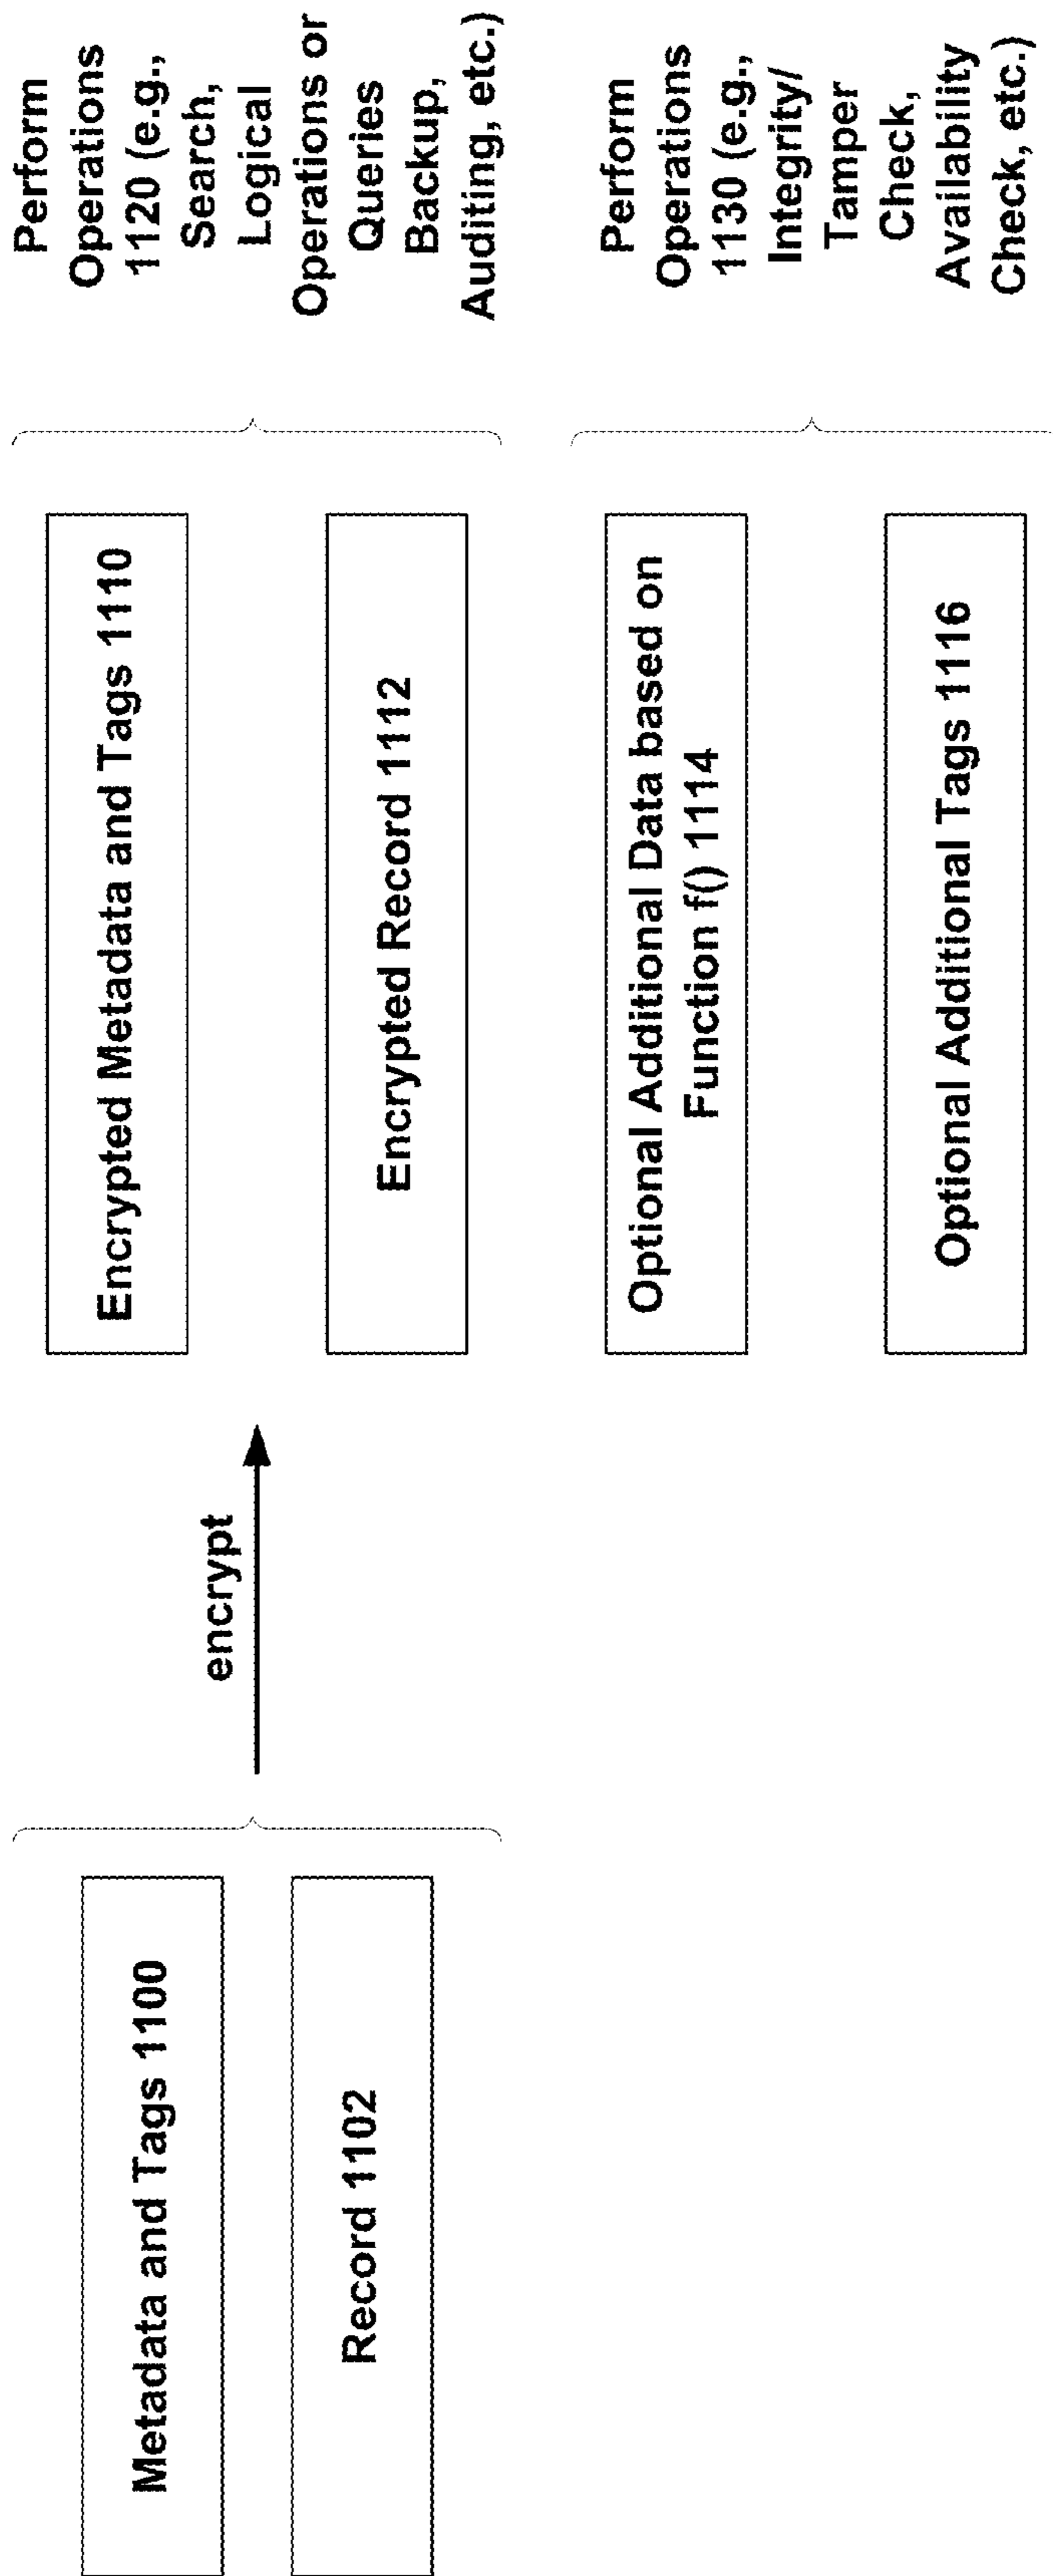 Metadata and Tags 1100
Record 1102
encrypt
Encrypted Metadata and Tags 1110
Encrypted Record 1112
Optional Additional Data based on
Function f() 1114
Optional Additional Tags 1116
Perform
Operations
1120 (e.g.,
Search,
Logical
Operations or
Queries
Backup,
Auditing, etc.)
Perform
Operations
1130 (e.g.,
Integrity/
Tamper
Check,
Availability
Check, etc.)